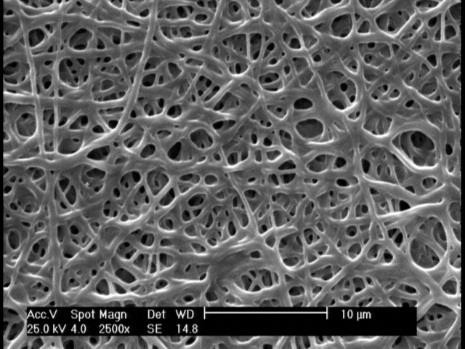 Acc.V Spot Magn Det WD 10 µm
25.0 kV 4.0 2500x SE 14.8